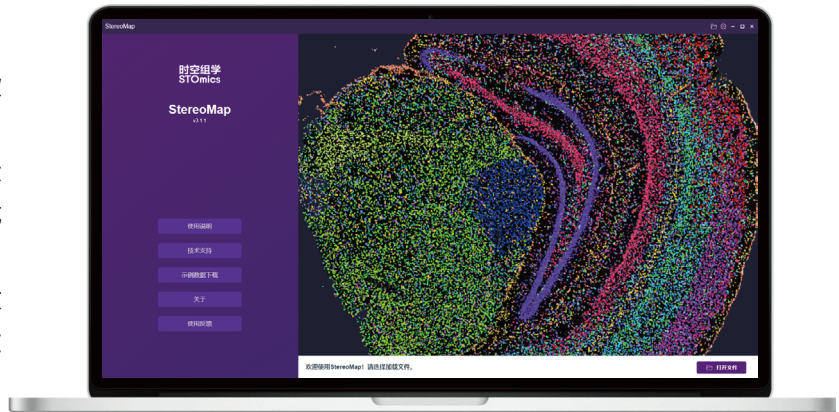 StereoMap
时空组学
STOmics
StereoMap
v3.1.1
使用说明
技术支持
示例数据下载
关于
使用反馈
欢迎使用StereoMap！请选择加载文件。
打开文件